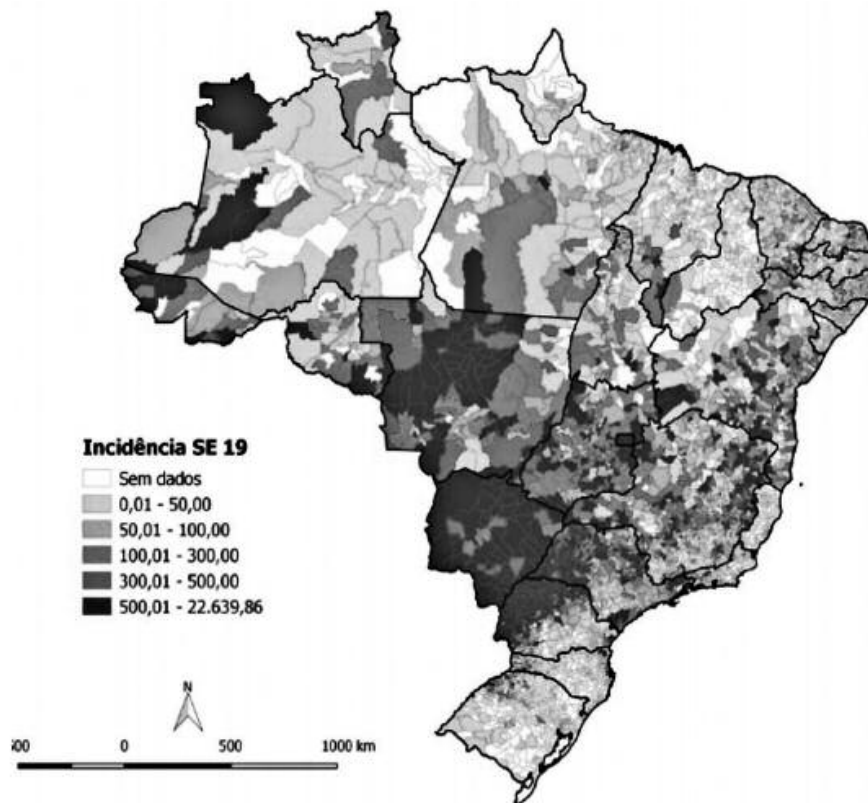 Incidência SE 19
Sem dados
0,01 - 50,00
50,01 - 100,00
100,01 - 300,00
300,01 - 500,00
500,01 - 22.639,86
N
500 0 500 1000 km